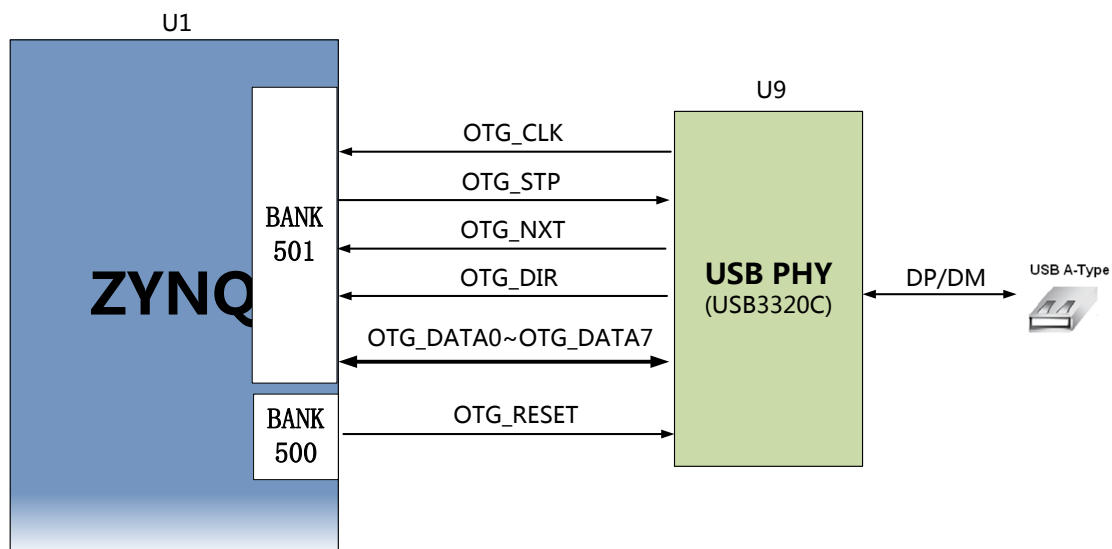 U1
U9
OTG_CLK
OTG_STP
OTG_NXT
OTG_DIR
OTG_DATA0~OTG_DATA7
OTG_RESET
BANK
501
ZYNQ
BANK
500
USB PHY
(USB3320C)
DP/DM
USB A-Type